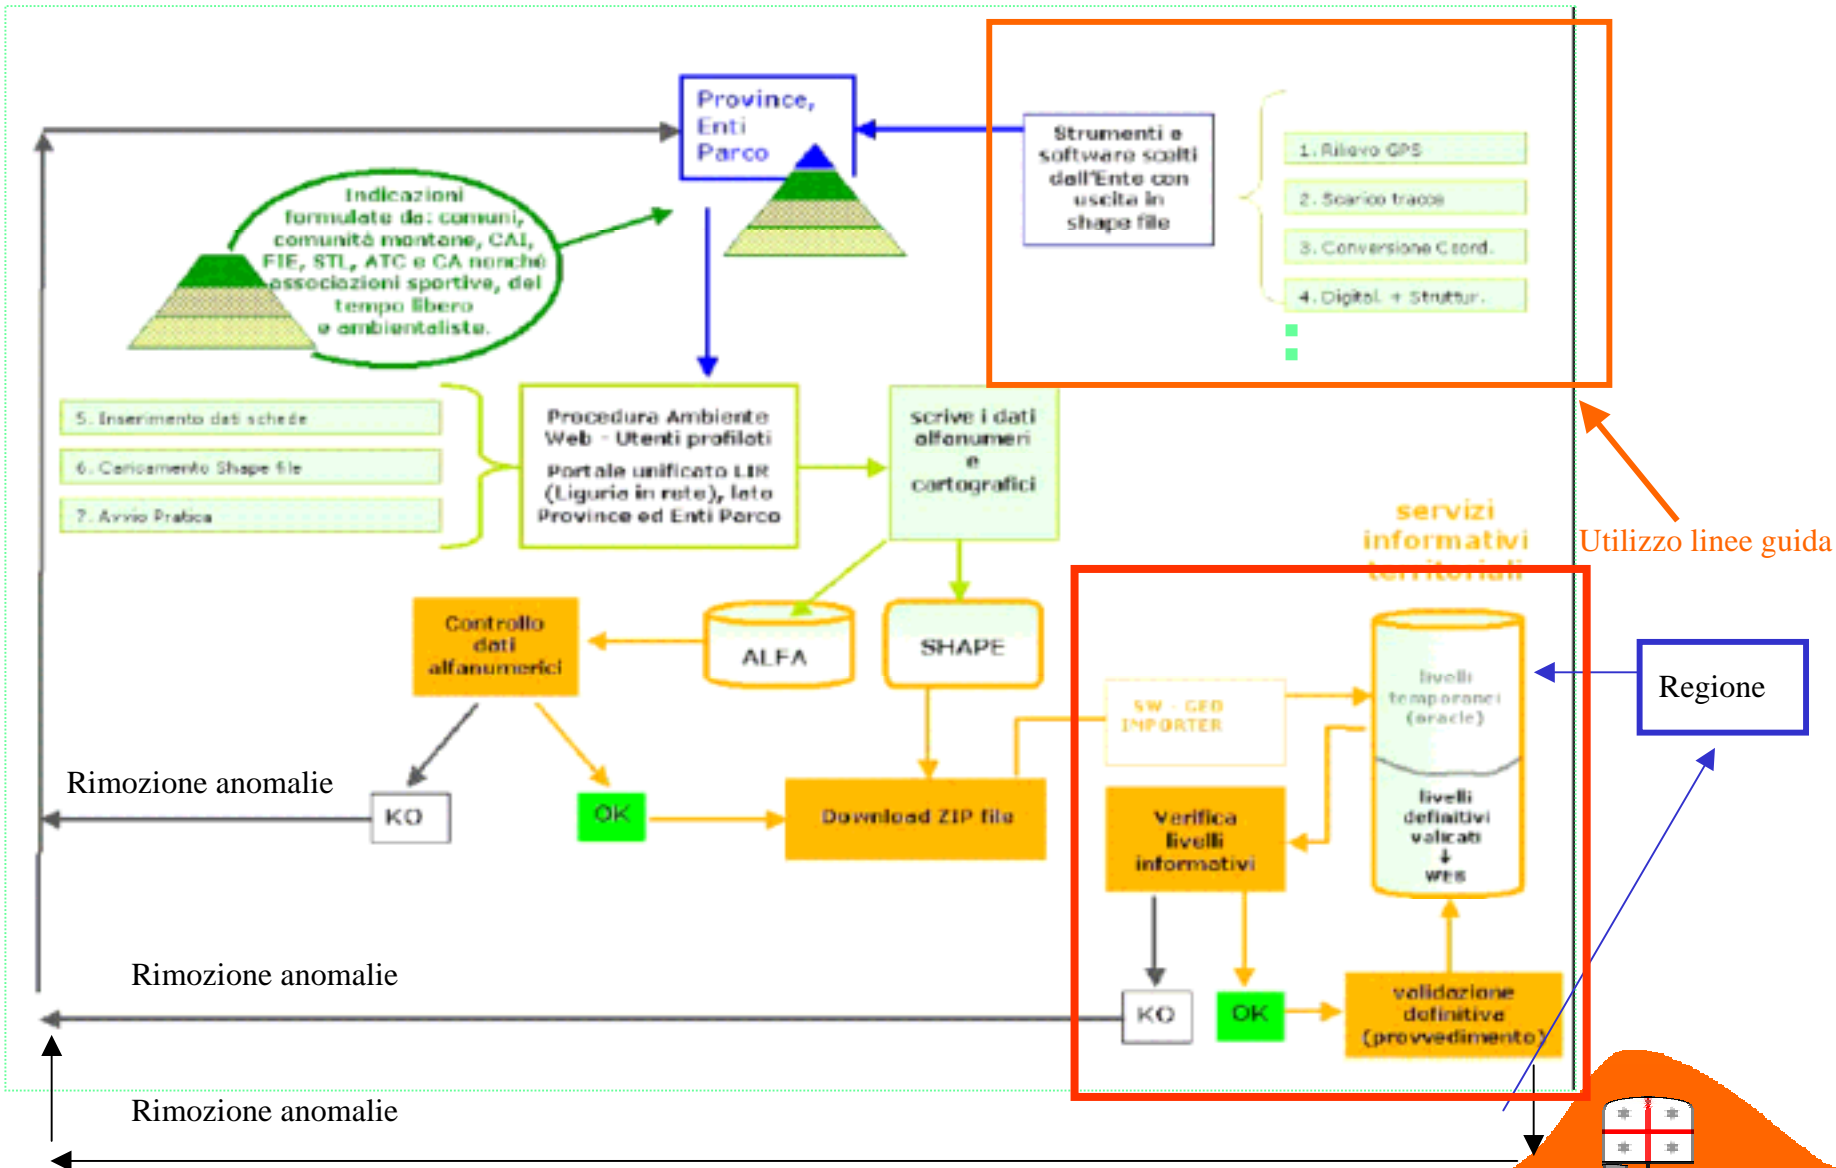 Province,
Enti
Parco
Strumenti e
software scelti
dall'Ente con
uscita in
shape file
1. Rilievo GPS
2. Scarico tracce
3. Conversione Coord.
4. Digital. + Struttur.
Indicazioni
formulate da: comuni,
comunità montane, CAI,
FIE, STL, ATC e CA nonché
associazioni sportive, del
tempo libero
e ambientaliste.
5. Inserimento dati schede
6. Caricamento Shape file
7. Avvio Pratica
Procedura Ambiente
Web - Utenti profilati
Portale unificato LIR
(Liguria in rete), lato
Province ed Enti Parco
scrive i dati
alfanumeri
e
cartografici
servizi
informativi
territoriali
Utilizzo linee guida
Controllo
dati
alfanumerici
ALFA
SHAPE
SW - GEO
IMPORTER
livelli
temporanei
(oracle)
Regione
Rimozione anomalie
KO
OK
Download ZIP file
Verifica
livelli
informativi
livelli
definitivi
valicati
WEB
Rimozione anomalie
KO
OK
validazione
definitiva
(provvedimento)
Rimozione anomalie